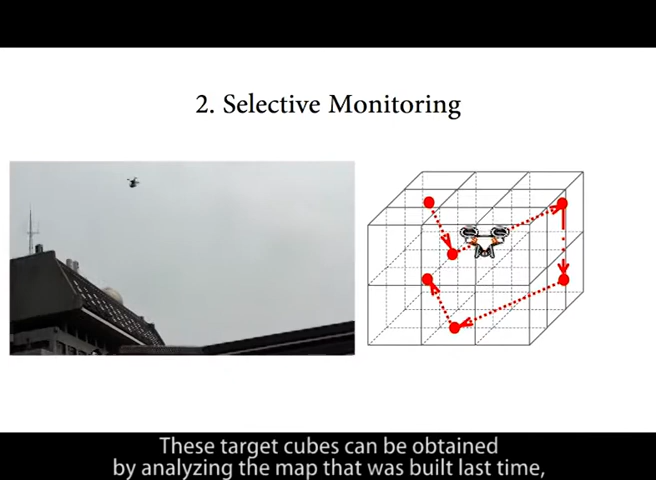 2. Selective Monitoring
These target cubes can be obtained
by analyzing the map that was built last time,